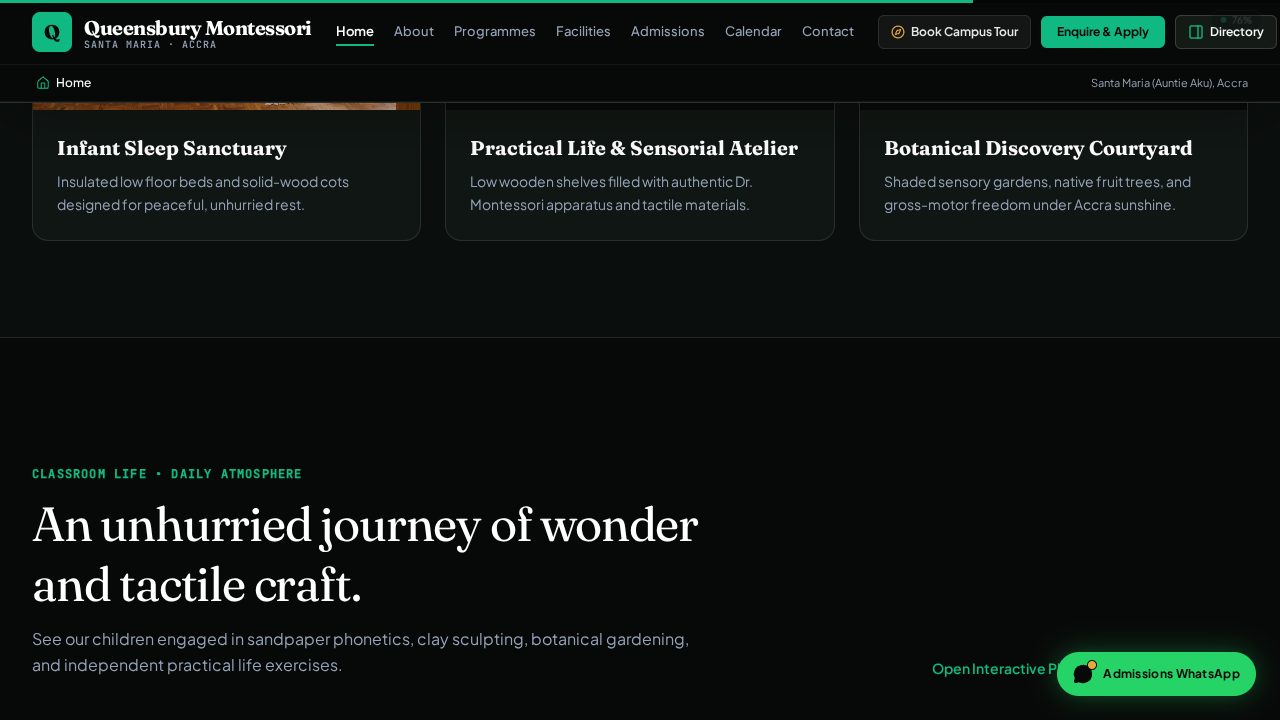 Q
Queensbury Montessori
SANTA MARIA · ACCRA
Home
About
Programmes
Facilities
Admissions
Calendar
Contact
Book Campus Tour
Enquire & Apply
76%
Directory
Home
Santa Maria (Auntie Aku), Accra
Infant Sleep Sanctuary
Insulated low floor beds and solid-wood cots
designed for peaceful, unhurried rest.
Practical Life & Sensorial Atelier
Low wooden shelves filled with authentic Dr.
Montessori apparatus and tactile materials.
Botanical Discovery Courtyard
Shaded sensory gardens, native fruit trees, and
gross-motor freedom under Accra sunshine.
CLASSROOM LIFE • DAILY ATMOSPHERE
An unhurried journey of wonder
and tactile craft.
See our children engaged in sandpaper phonetics, clay sculpting, botanical gardening,
and independent practical life exercises.
Open Interactive
Admissions WhatsApp